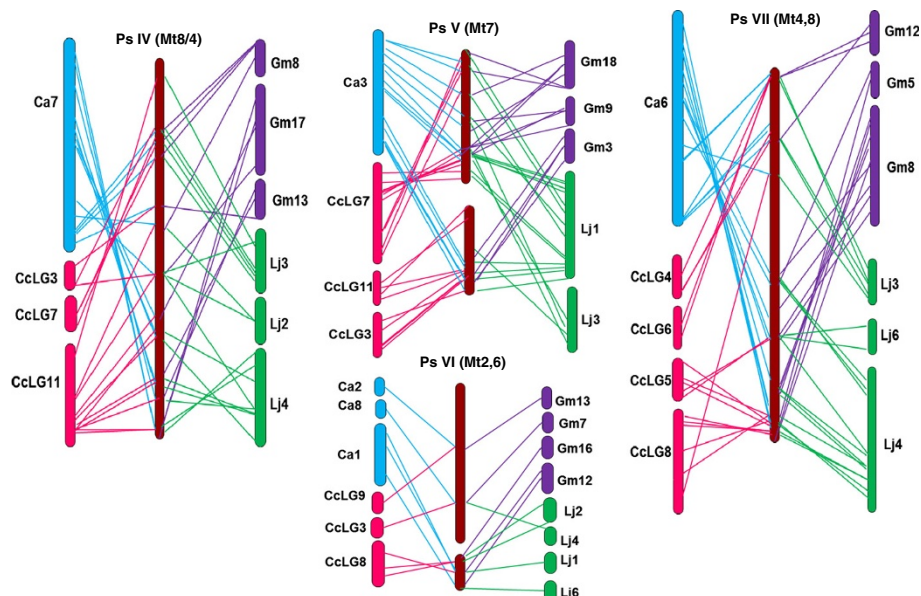 Ps IV (Mt8/4)
Ca7
CcLG3
CcLG7
CcLG11
Gm8
Gm17
Gm13
Lj3
Lj2
Lj4
Ps V (Mt7)
Ca3
CcLG7
CcLG11
CcLG3
Gm18
Gm9
Gm3
Lj1
Lj3
Ps VI (Mt2,6)
Ca2
Ca8
Ca1
CcLG9
CcLG3
CcLG8
Gm13
Gm7
Gm16
Gm12
Lj2
Lj4
Lj1
Lj6
Ps VII (Mt4,8)
Ca6
CcLG4
CcLG6
CcLG5
CcLG8
Gm12
Gm5
Gm8
Lj3
Lj6
Lj4